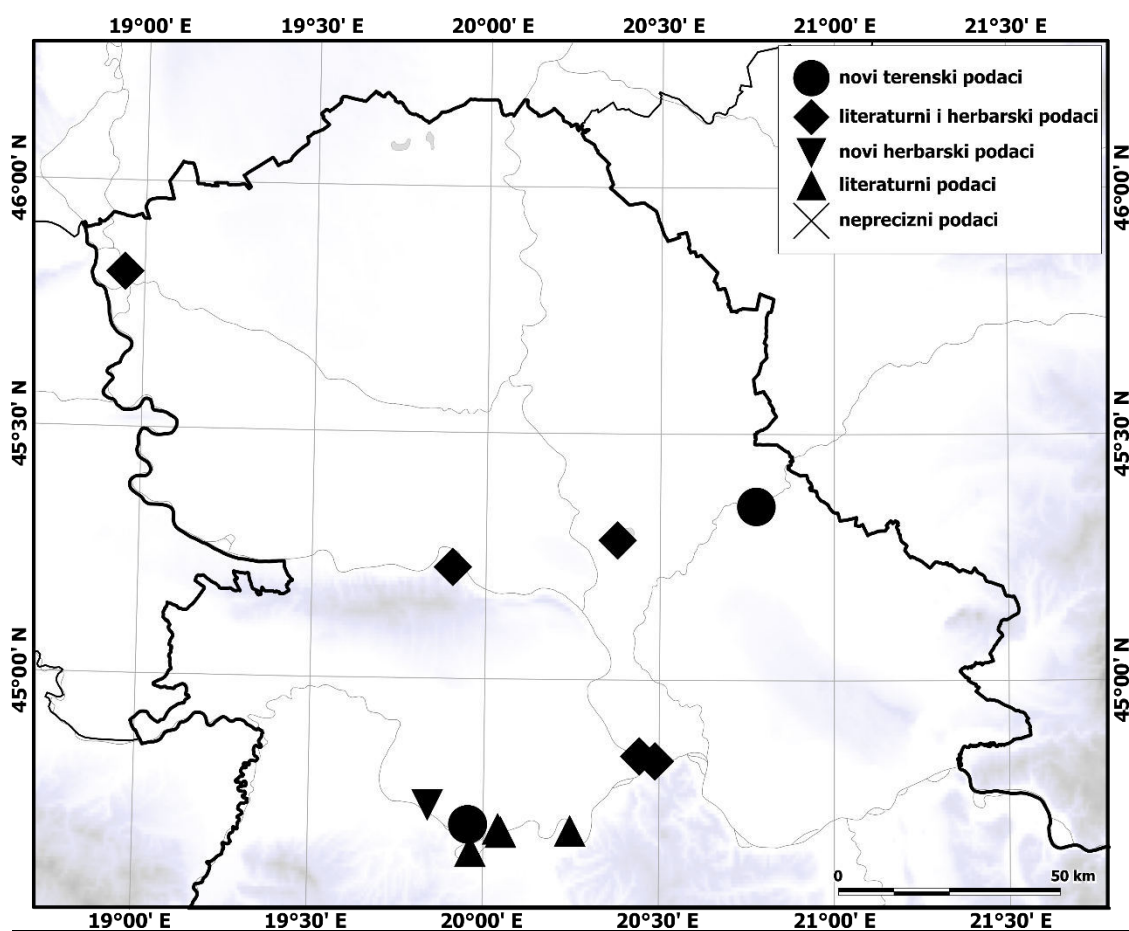 19°00' E 19°30' E 20°00' E 20°30' E 21°00' E 21°30' E
novi terenski podaci
literaturni i herbarski podaci
novi herbarski podaci
literaturni podaci
neprecizni podaci
46°00' N 46°00' N
45°30' N 45°30' N
45°00' N 45°00' N
0 50 km
19°00' E 19°30' E 20°00' E 20°30' E 21°00' E 21°30' E